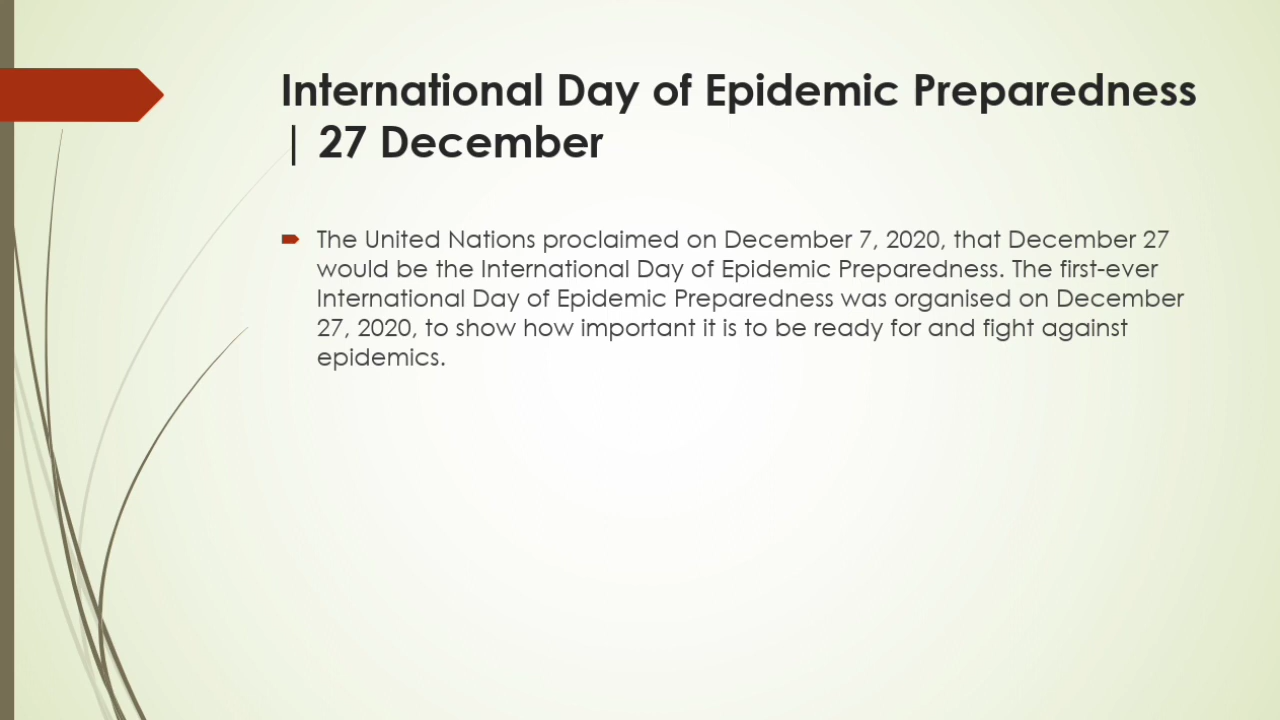 International Day of Epidemic Preparedness
| 27 December
The United Nations proclaimed on December 7, 2020, that December 27
would be the International Day of Epidemic Preparedness. The first-ever
International Day of Epidemic Preparedness was organised on December
27, 2020, to show how important it is to be ready for and fight against
epidemics.